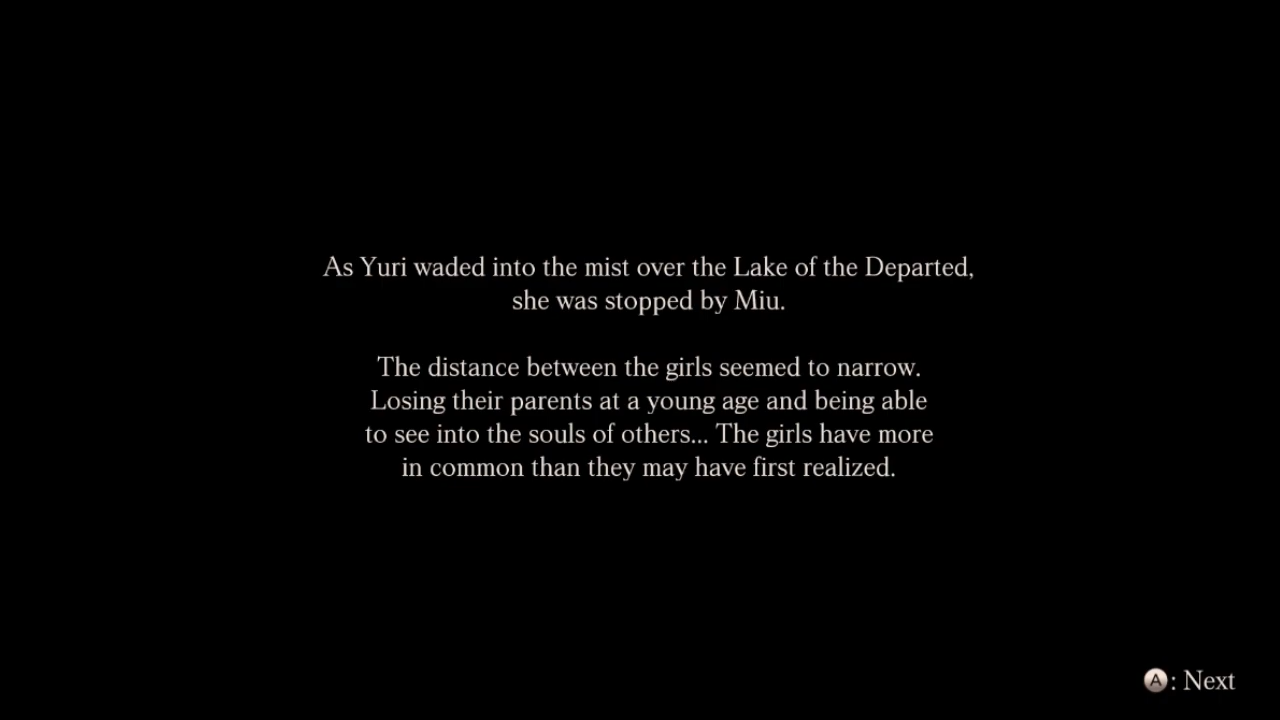 As Yuri waded into the mist over the Lake of the Departed,
she was stopped by Miu.
The distance between the girls seemed to narrow.
Losing their parents at a young age and being able
to see into the souls of others... The girls have more
in common than they may have first realized.
A: Next